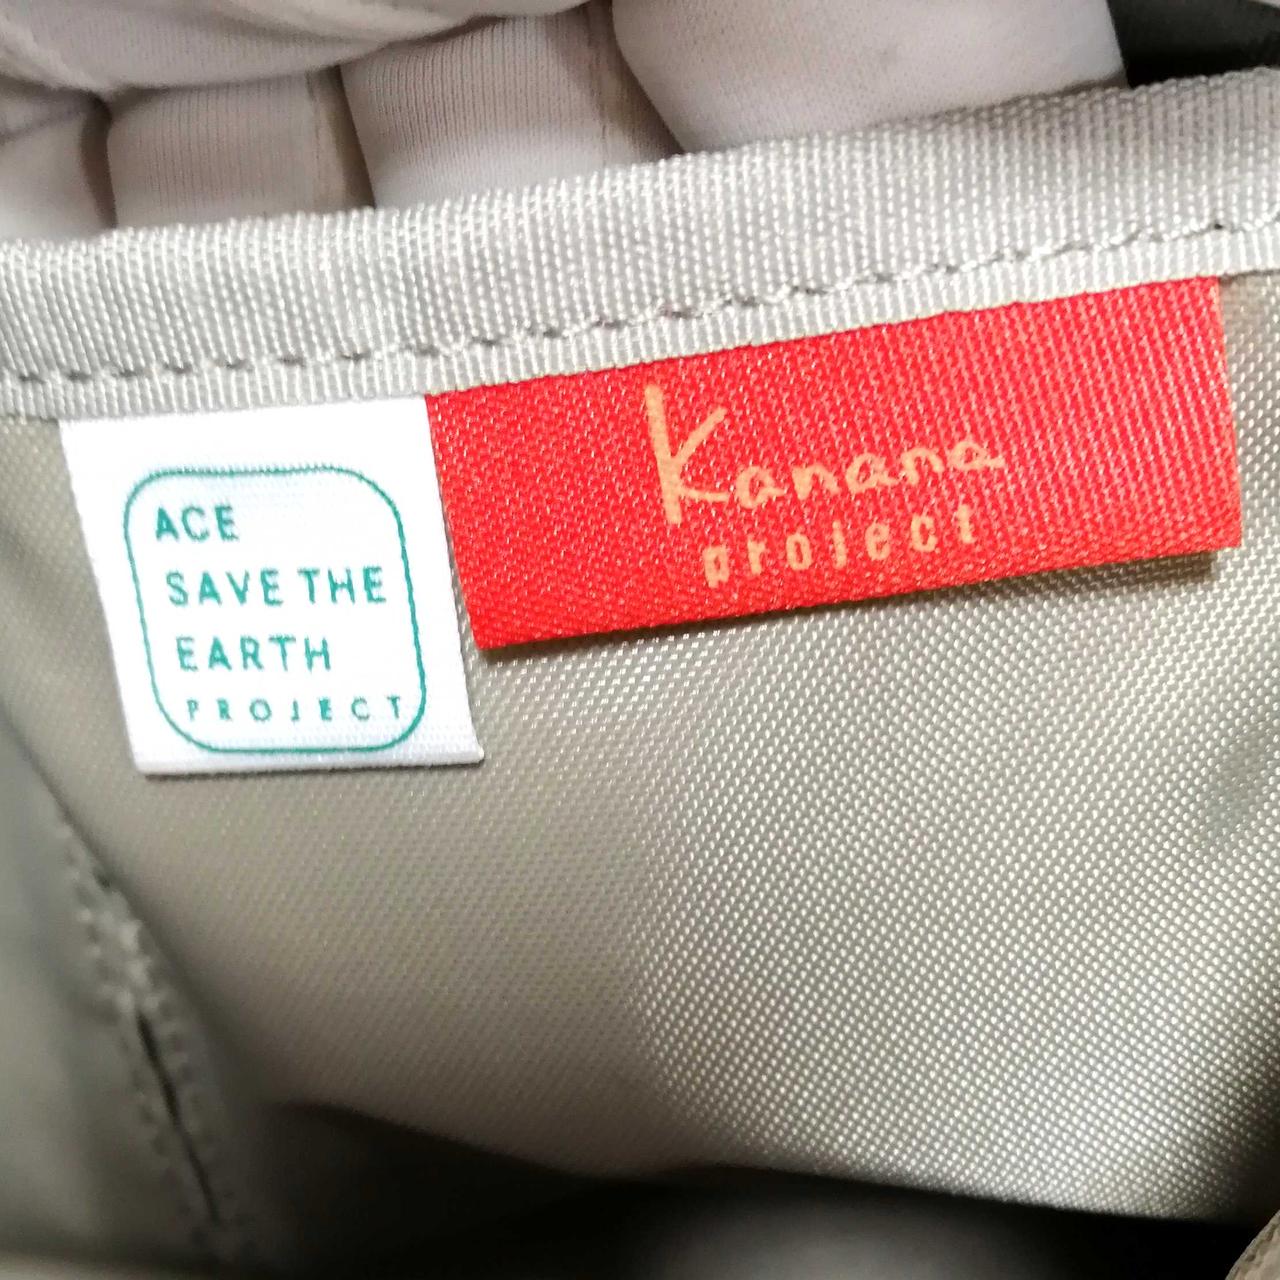 ACE
SAVE THE
EARTH
PROJECT
Kanana
project